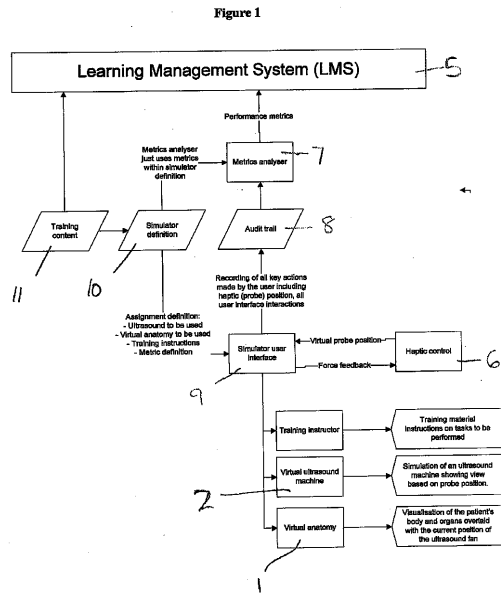 Figure 1
Learning Management System (LMS)
5
Performance metrics
Metrics analyser
just uses metrics
within simulator
definition
Metrics analyser
7
Training
content
11
Simulator
definition
10
Audit trail
8
Recording of all key actions
made by the user including
haptic (probe) position, all
user interface interactions
Assignment definition:
- Ultrasound to be used
- Virtual anatomy to be used
- Training instructions
- Metric definition
Simulator user
interface
9
Virtual probe position
Force feedback
Haptic control
6
Training instructor
Training material
instructions on tasks to be
performed
Virtual ultrasound
machine
2
Simulation of an ultrasound
machine showing view
based on probe position.
Virtual anatomy
1
Visualisation of the patient's
body and organs overlaid
with the current position of
the ultrasound fan